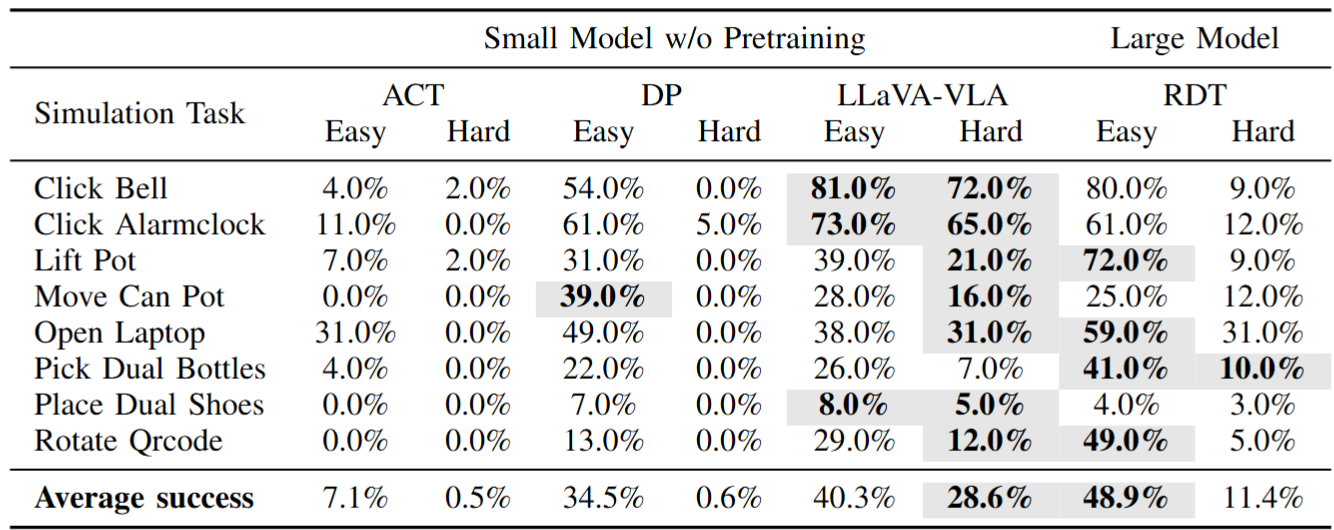 Small Model w/o Pretraining Large Model
Simulation Task ACT DP LLaVA-VLA RDT
Easy Hard Easy Hard Easy Hard Easy Hard
Click Bell 4.0% 2.0% 54.0% 0.0% 81.0% 72.0% 80.0% 9.0%
Click Alarmclock 11.0% 0.0% 61.0% 5.0% 73.0% 65.0% 61.0% 12.0%
Lift Pot 7.0% 2.0% 31.0% 0.0% 39.0% 21.0% 72.0% 9.0%
Move Can Pot 0.0% 0.0% 39.0% 0.0% 28.0% 16.0% 25.0% 12.0%
Open Laptop 31.0% 0.0% 49.0% 0.0% 38.0% 31.0% 59.0% 31.0%
Pick Dual Bottles 4.0% 0.0% 22.0% 0.0% 26.0% 7.0% 41.0% 10.0%
Place Dual Shoes 0.0% 0.0% 7.0% 0.0% 8.0% 5.0% 4.0% 3.0%
Rotate Qrcode 0.0% 0.0% 13.0% 0.0% 29.0% 12.0% 49.0% 5.0%
Average success 7.1% 0.5% 34.5% 0.6% 40.3% 28.6% 48.9% 11.4%